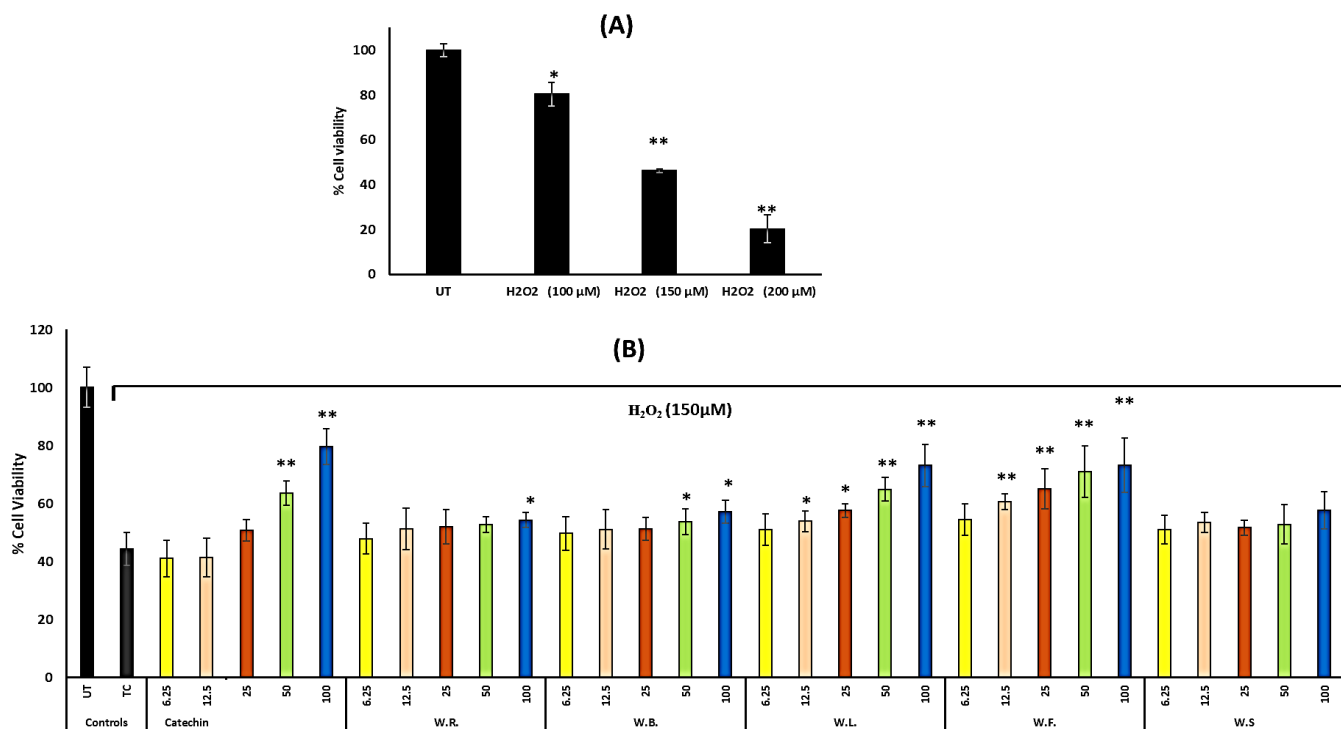 (A)
% Cell viability
100
80
60
40
20
0
*
**
**
UT
H2O2 (100 µM)
H2O2 (150 µM)
H2O2 (200 µM)
(B)
% Cell Viability
120
100
80
60
40
20
0
H₂O₂ (150µM)
** **
*
* *
* * ** **
** ** ** **
UT TC 6.25 12.5 25 50 100 6.25 12.5 25 50 100 6.25 12.5 25 50 100 6.25 12.5 25 50 100 6.25 12.5 25 50 100 6.25 12.5 25 50 100
Controls Catechin W.R. W.B. W.L. W.F. W.S